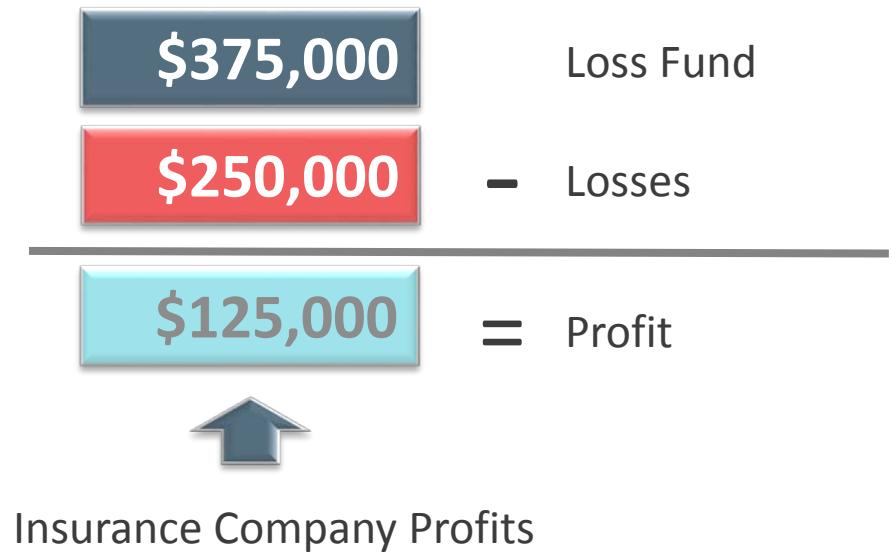 $375,000 Loss Fund
$250,000 - Losses
$125,000 = Profit
Insurance Company Profits